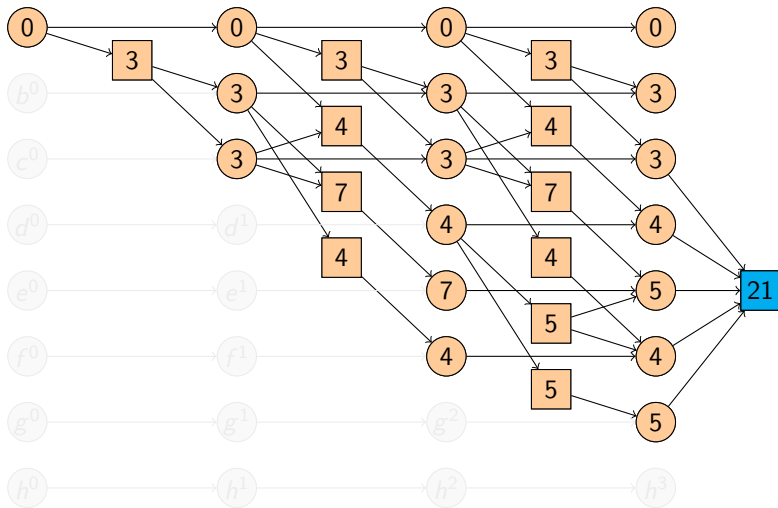 0 0 0 0
3 3 3
b⁰ 3 3 3
4 4
c⁰ 3 3 3
7 7
d⁰ d¹ 4 4
4 4
e⁰ e¹ 7 5 21
5
f⁰ f¹ 4 4
5
g⁰ g¹ g² 5
h⁰ h¹ h² h³